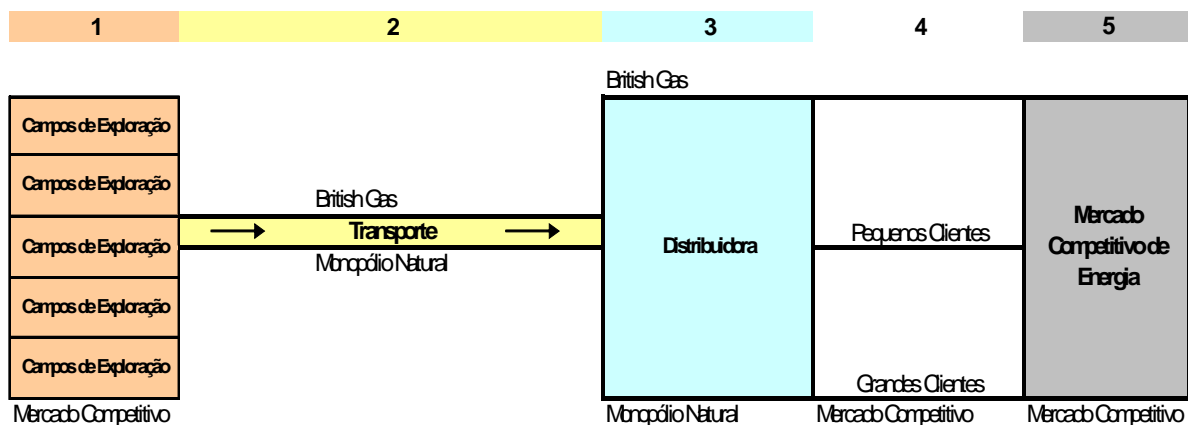 1
2
3
4
5
British Gas
Campos de Exploração
Campos de Exploração
Campos de Exploração
Campos de Exploração
Campos de Exploração
Mercado Competitivo
British Gas
Transporte
Monopólio Natural
Distribuidora
Monopólio Natural
Pequenos Clientes
Grandes Clientes
Mercado Competitivo
Mercado
Competitivo de
Energia
Mercado Competitivo